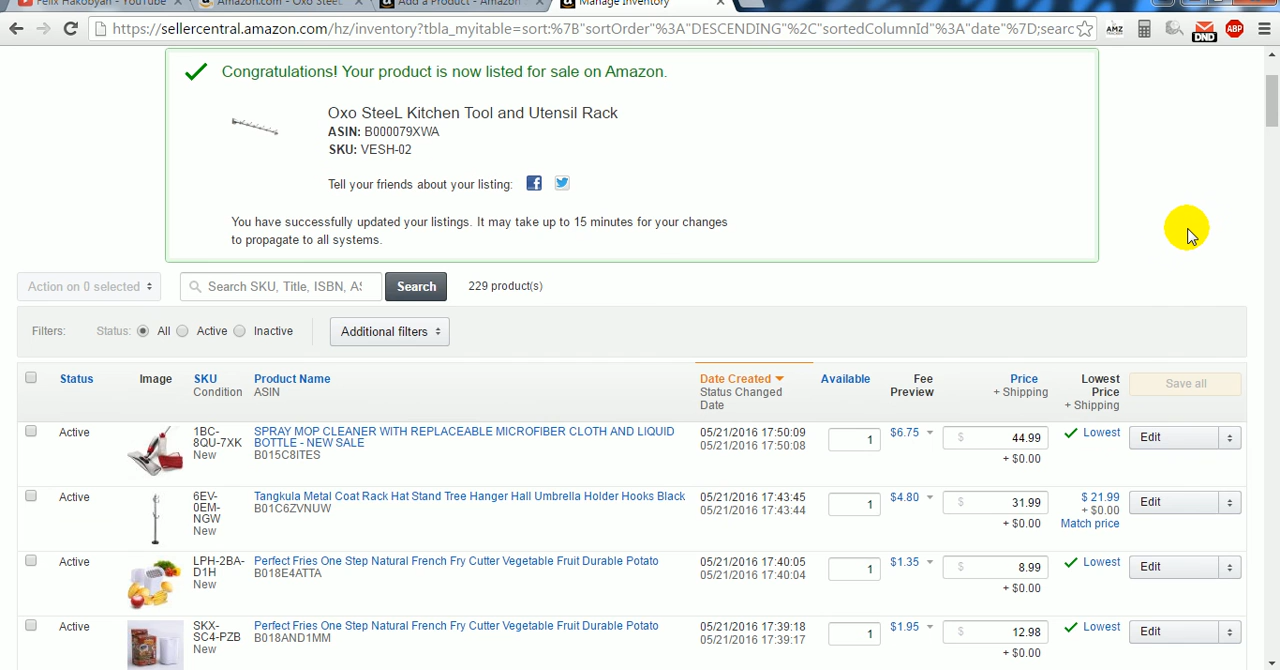 Felix Hakobyan - YouTube
Amazon.com - Oxo Steel
Add a Product - Amazon
Manage Inventory
https://sellercentral.amazon.com/hz/inventory?tbla_myitable=sort:%7B"sortOrder"%3A"DESCENDING"%2C"sortedColumnId"%3A"date"%7D;searc
AMZ
DND
ABP
Congratulations! Your product is now listed for sale on Amazon.
Oxo SteeL Kitchen Tool and Utensil Rack
ASIN: B000079XWA
SKU: VESH-02
Tell your friends about your listing:
You have successfully updated your listings. It may take up to 15 minutes for your changes
to propagate to all systems.
Action on 0 selected
Search SKU, Title, ISBN, AS
Search
229 product(s)
Filters: Status: All Active Inactive
Additional filters
Status Image SKU Product Name Date Created Available Fee Price Lowest Save all
Condition ASIN Status Changed Preview + Shipping Price
Date + Shipping
Active 1BC- SPRAY MOP CLEANER WITH REPLACEABLE MICROFIBER CLOTH AND LIQUID 05/21/2016 17:50:09 1 $6.75 $ 44.99 Lowest Edit
8QU-7XK BOTTLE - NEW SALE 05/21/2016 17:50:08
New B015C8ITES + $0.00
Active 6EV- Tangkula Metal Coat Rack Hat Stand Tree Hanger Hall Umbrella Holder Hooks Black 05/21/2016 17:43:45 1 $4.80 $ 31.99 $ 21.99 Edit
0EM- B01C6ZVNUW 05/21/2016 17:43:44 + $0.00
NGW + $0.00 Match price
New
Active LPH-2BA- Perfect Fries One Step Natural French Fry Cutter Vegetable Fruit Durable Potato 05/21/2016 17:40:05 1 $1.35 $ 8.99 Lowest Edit
D1H B018E4ATTA 05/21/2016 17:40:04
New + $0.00
Active SKX- Perfect Fries One Step Natural French Fry Cutter Vegetable Fruit Durable Potato 05/21/2016 17:39:18 1 $1.95 $ 12.98 Lowest Edit
SC4-PZB B018AND1MM 05/21/2016 17:39:17
New + $0.00